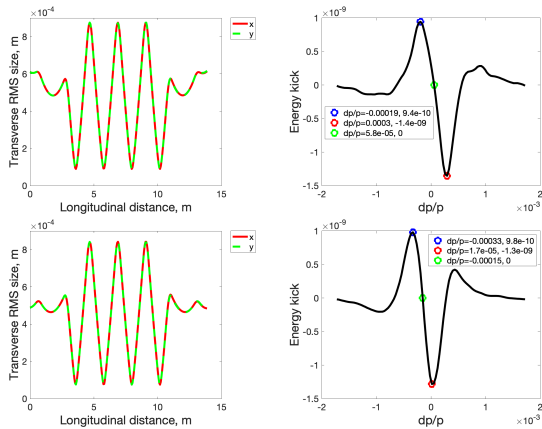 ×10⁻⁴
8
6
4
2
0
0 5 10 15
Transverse RMS size, m
Longitudinal distance, m
x
y
×10⁻⁹
1
0.5
0
-0.5
-1
-1.5
-2 -1 0 1 2
×10⁻³
Energy kick
dp/p
dp/p=-0.00019, 9.4e-10
dp/p=0.0003, -1.4e-09
dp/p=5.8e-05, 0
×10⁻⁴
8
6
4
2
0
0 5 10 15
Transverse RMS size, m
Longitudinal distance, m
x
y
×10⁻⁹
1
0.5
0
-0.5
-1
-1.5
-2 -1 0 1 2
×10⁻³
Energy kick
dp/p
dp/p=-0.00033, 9.8e-10
dp/p=1.7e-05, -1.3e-09
dp/p=-0.00015, 0